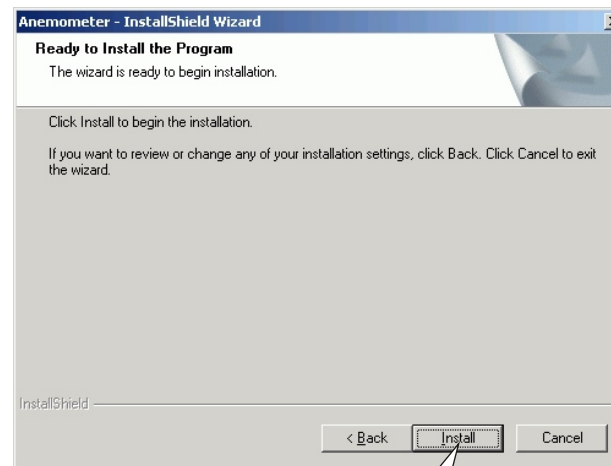 Anemometer - InstallShield Wizard
Ready to Install the Program
The wizard is ready to begin installation.
Click Install to begin the installation.
If you want to review or change any of your installation settings, click Back. Click Cancel to exit
the wizard.
InstallShield
< Back Install Cancel